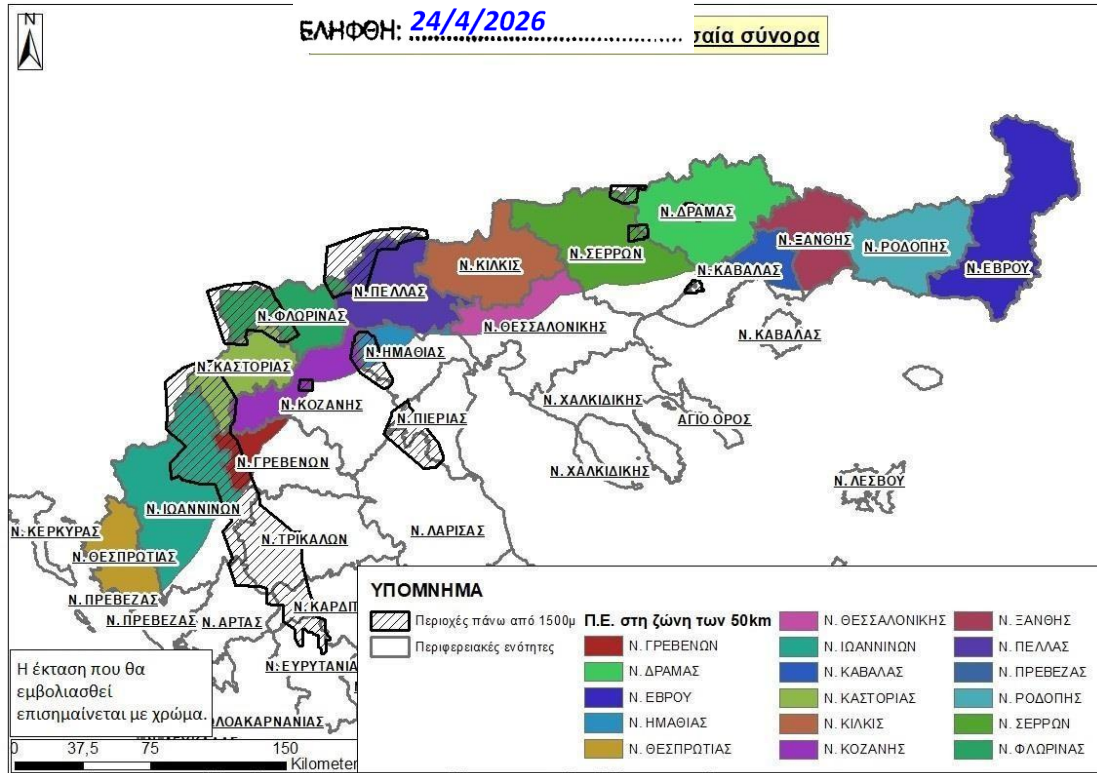 N
ΕΛΗΦΘΗ: 24/4/2026
σαία σύνορα
Ν. ΔΡΑΜΑΣ
Ν. ΞΑΝΘΗΣ
Ν. ΡΟΔΟΠΗΣ
Ν. ΕΒΡΟΥ
Ν. ΣΕΡΡΩΝ
Ν. ΚΙΛΚΙΣ
Ν. ΚΑΒΑΛΑΣ
Ν. ΠΕΛΛΑΣ
Ν. ΦΛΩΡΙΝΑΣ
Ν. ΘΕΣΣΑΛΟΝΙΚΗΣ
Ν. ΚΑΒΑΛΑΣ
Ν. ΗΜΑΘΙΑΣ
Ν. ΚΑΣΤΟΡΙΑΣ
Ν. ΚΟΖΑΝΗΣ
Ν. ΧΑΛΚΙΔΙΚΗΣ
Ν. ΠΙΕΡΙΑΣ
ΑΓΙΟ ΟΡΟΣ
Ν. ΓΡΕΒΕΝΩΝ
Ν. ΧΑΛΚΙΔΙΚΗΣ
Ν. ΛΕΣΒΟΥ
Ν. ΙΩΑΝΝΙΝΩΝ
Ν. ΚΕΡΚΥΡΑΣ
Ν. ΛΑΡΙΣΑΣ
Ν. ΤΡΙΚΑΛΩΝ
Ν. ΘΕΣΠΡΩΤΙΑΣ
Ν. ΠΡΕΒΕΖΑΣ
Ν. ΚΑΡΔΙΤ
Ν. ΠΡΕΒΕΖΑΣ
Ν. ΑΡΤΑΣ
Ν. ΕΥΡΥΤΑΝΙΑ
ΛΟΑΚΑΡΝΑΝΙΑΣ
Η έκταση που θα
εμβολιασθεί
επισημαίνεται με χρώμα.
0 37,5 75 150
Kilometer
ΥΠΟΜΝΗΜΑ
Περιοχές πάνω από 1500μ
Περιφερειακές ενότητες
Π.Ε. στη ζώνη των 50km
Ν. ΓΡΕΒΕΝΩΝ
Ν. ΔΡΑΜΑΣ
Ν. ΕΒΡΟΥ
Ν. ΗΜΑΘΙΑΣ
Ν. ΘΕΣΠΡΩΤΙΑΣ
Ν. ΘΕΣΣΑΛΟΝΙΚΗΣ
Ν. ΙΩΑΝΝΙΝΩΝ
Ν. ΚΑΒΑΛΑΣ
Ν. ΚΑΣΤΟΡΙΑΣ
Ν. ΚΙΛΚΙΣ
Ν. ΚΟΖΑΝΗΣ
Ν. ΞΑΝΘΗΣ
Ν. ΠΕΛΛΑΣ
Ν. ΠΡΕΒΕΖΑΣ
Ν. ΡΟΔΟΠΗΣ
Ν. ΣΕΡΡΩΝ
Ν. ΦΛΩΡΙΝΑΣ